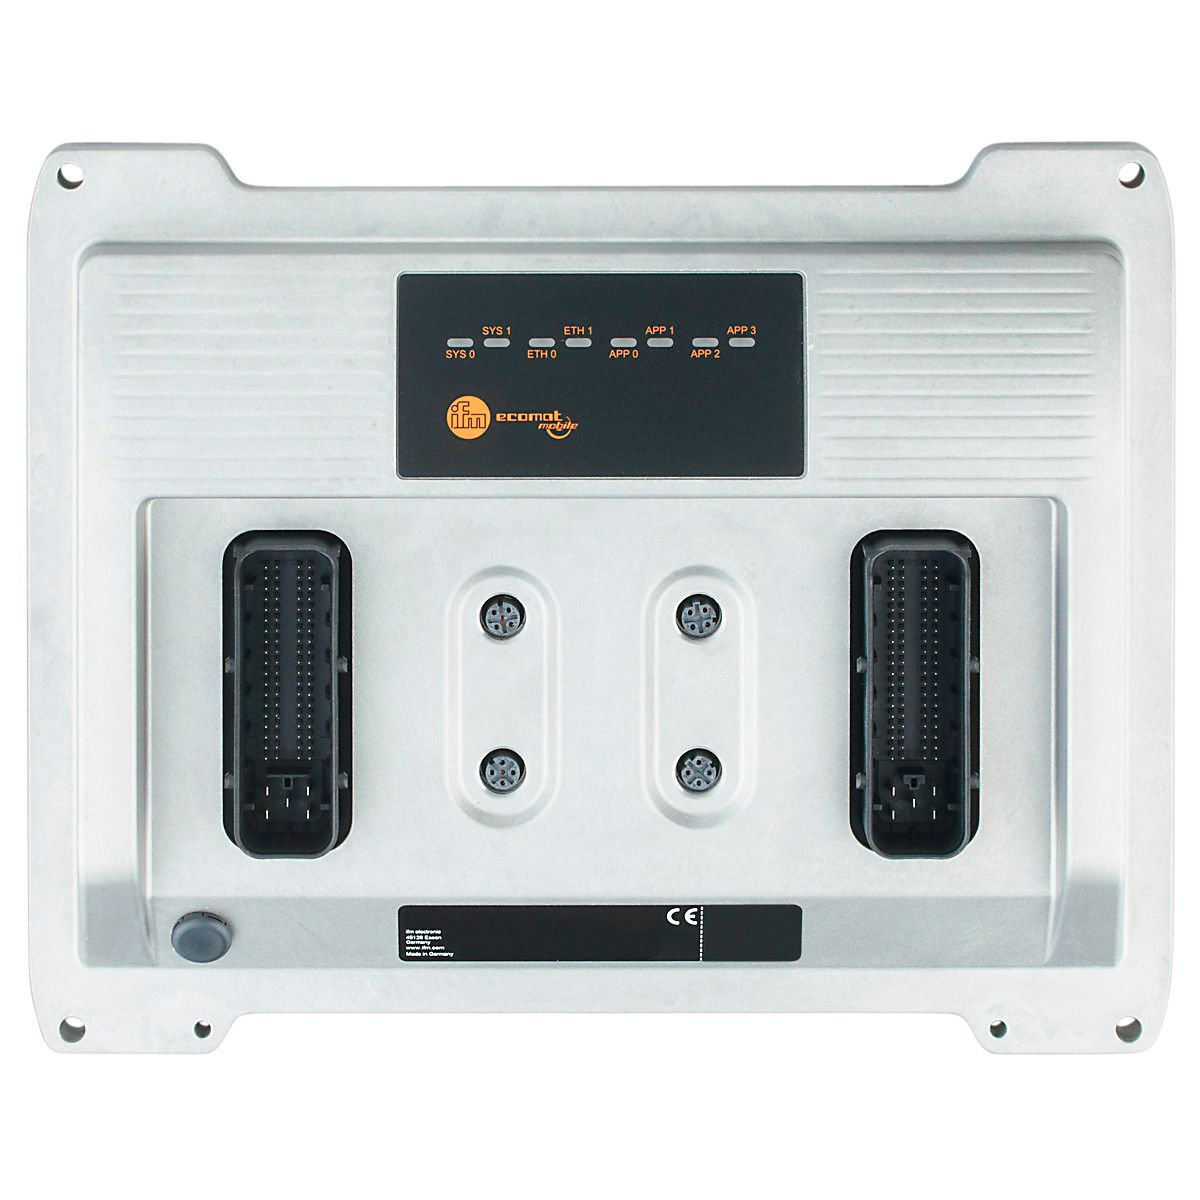 SYS 1 ETH 1 APP 1 APP 3
SYS 0 ETH 0 APP 0 APP 2
ifm ecomat
mobile
CE
ifm electronic
45128 Essen
Germany
www.ifm.com
Made in Germany